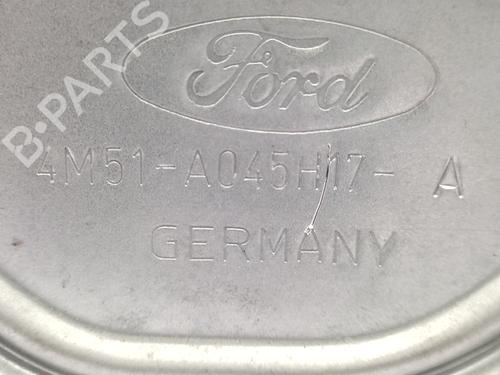 B-PARTS
Ford
4M51-A045H17- A
GERMANY